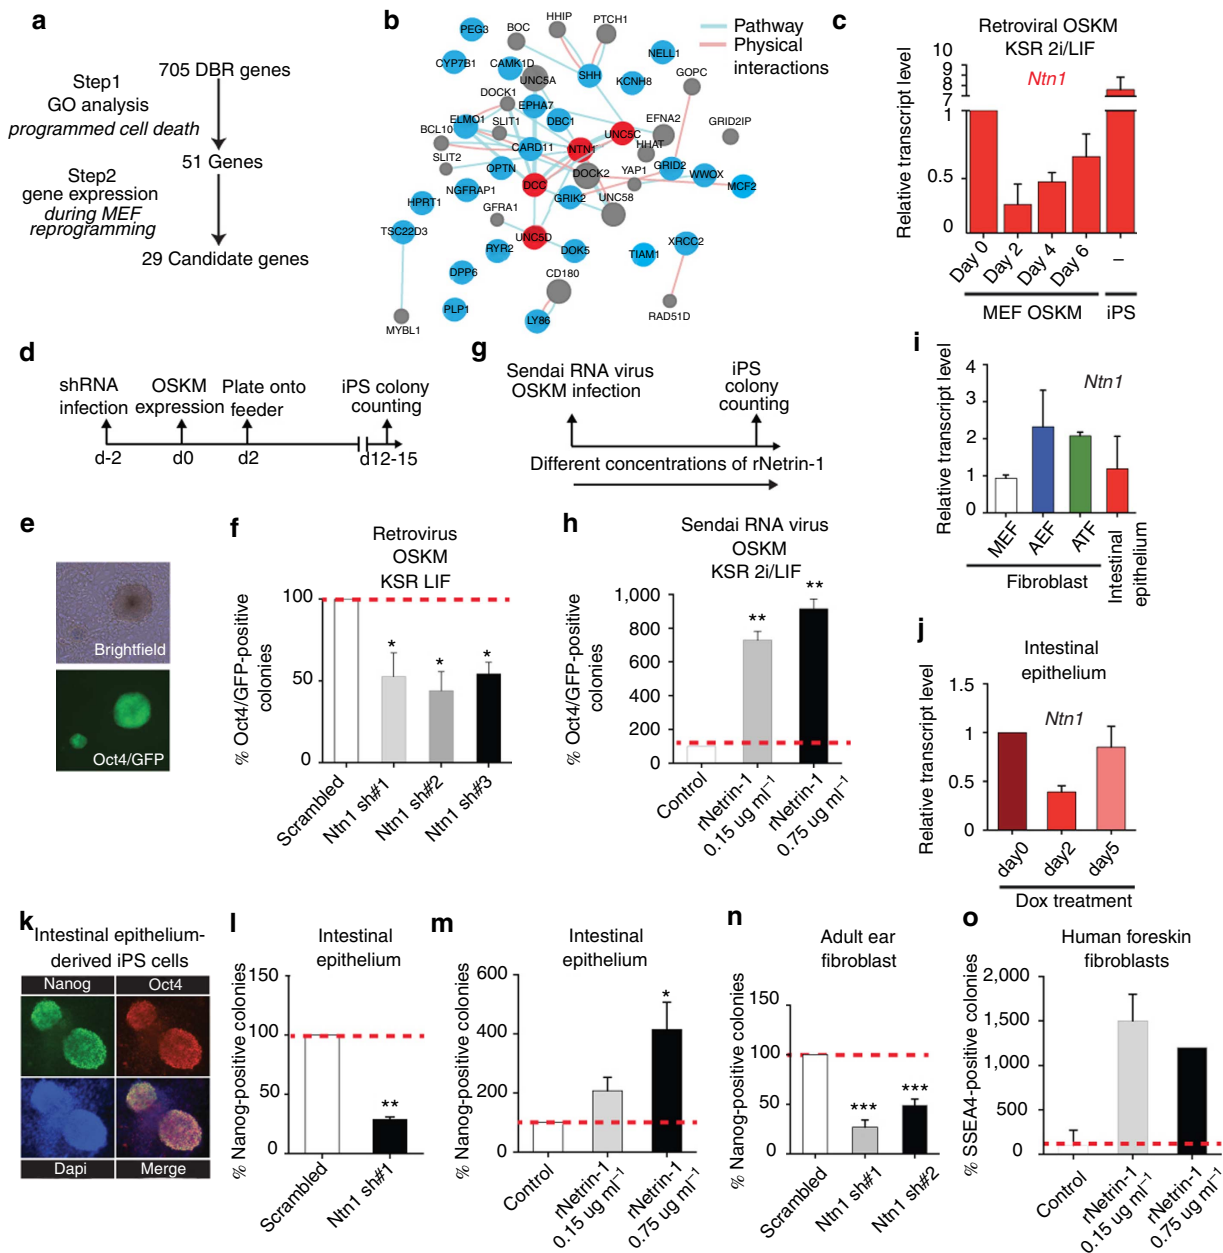 a
Step1
GO analysis
programmed cell death
Step2
gene expression
during MEF
reprogramming
705 DBR genes
51 Genes
29 Candidate genes
b
PEG3
BOC
HHIP
PTCH1
Pathway
Physical
interactions
CYP7B1
CAMK1D
UNC5A
SHH
NELL1
KCNH8
GOPC
DOCK1
EPHA7
ELMO1
SLIT1
DBC1
BCL10
CARD11
NTN1
UNC5C
EFNA2
GRID2IP
HHAT
SLIT2
OPTN
DOCK2
YAP1
GRID2
WWOX
MCF2
NGFRAP1
DCC
GRIK2
UNC58
HPRT1
GFRA1
TSC22D3
UNC5D
RYR2
DOK5
XRCC2
TIAM1
DPP6
CD180
PLP1
LY86
RAD51D
MYBL1
c
Retroviral OSKM
KSR 2i/LIF
Ntn1
Relative transcript level
10
9
8
7
1
0.5
0
Day 0
Day 2
Day 4
Day 6
–
MEF OSKM
iPS
d
shRNA
infection
OSKM
expression
Plate onto
feeder
iPS colony
counting
d-2
d0
d2
d12-15
g
Sendai RNA virus
OSKM infection
iPS
colony
counting
Different concentrations of rNetrin-1
i
Relative transcript level
Ntn1
4
3
2
1
0
MEF
AEF
ATF
Intestinal
epithelium
Fibroblast
e
Brightfield
Oct4/GFP
f
Retrovirus
OSKM
KSR LIF
% Oct4/GFP-positive
colonies
100
50
0
*
*
*
Scrambled
Ntn1 sh#1
Ntn1 sh#2
Ntn1 sh#3
h
Sendai RNA virus
OSKM
KSR 2i/LIF
% Oct4/GFP-positive
colonies
1,000
800
600
400
200
0
**
**
Control
rNetrin-1
0.15 ug ml−1
rNetrin-1
0.75 ug ml−1
j
Intestinal
epithelium
Ntn1
Relative transcript level
1.5
1
0.5
0
day0
day2
day5
Dox treatment
k
Intestinal epithelium-
derived iPS cells
Nanog
Oct4
Dapi
Merge
l
Intestinal
epithelium
% Nanog-positive colonies
150
100
50
0
**
Scrambled
Ntn1 sh#1
m
Intestinal
epithelium
% Nanog-positive colonies
600
400
200
0
*
Control
rNetrin-1
0.15 ug ml−1
rNetrin-1
0.75 ug ml−1
n
Adult ear
fibroblast
% Nanog-positive colonies
150
100
50
0
***
***
Scrambled
Ntn1 sh#1
Ntn1 sh#2
o
Human foreskin
fibroblasts
% SSEA4-positive colonies
2,000
1,500
1,000
500
0
Control
rNetrin-1
0.15 ug ml−1
rNetrin-1
0.75 ug ml−1